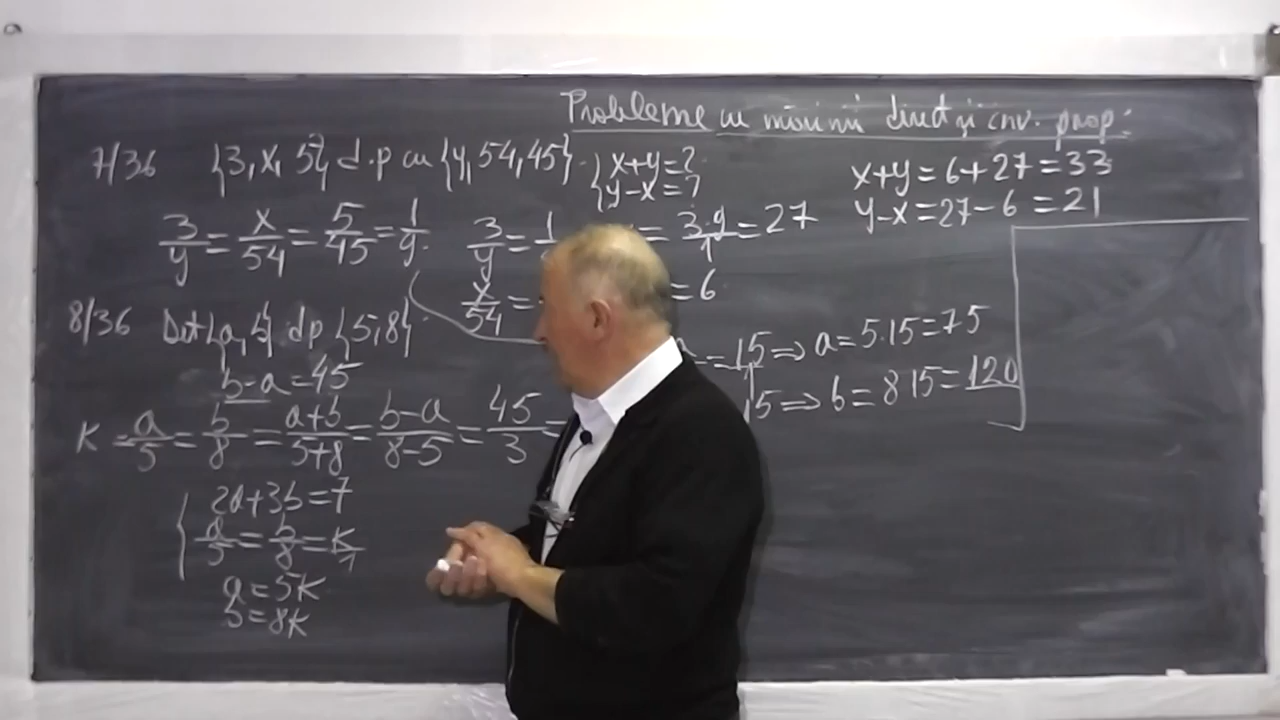 Probleme cu mărimi direct și inv. prop:
7/36 {3, x, 5} d.p cu {y, 54, 45}. { x+y=?
{ y-x=?
x+y=6+27=33
y-x=27-6=21
3/y = x/54 = 5/45 = 1/9. 3/y = 1/ = 3·9/1 = 27
x/54 = = 6
8/36 Det {a, b} dp {5, 8}.
b-a=45
K = a/5 = b/8 = a+b/5+8 = b-a/8-5 = 45/3 =
=15 ⇒ a=5·15=75
15 ⇒ b=8·15=120
{ 2a+3b=7
a/5 = b/8 = K/1
a=5K
b=8K